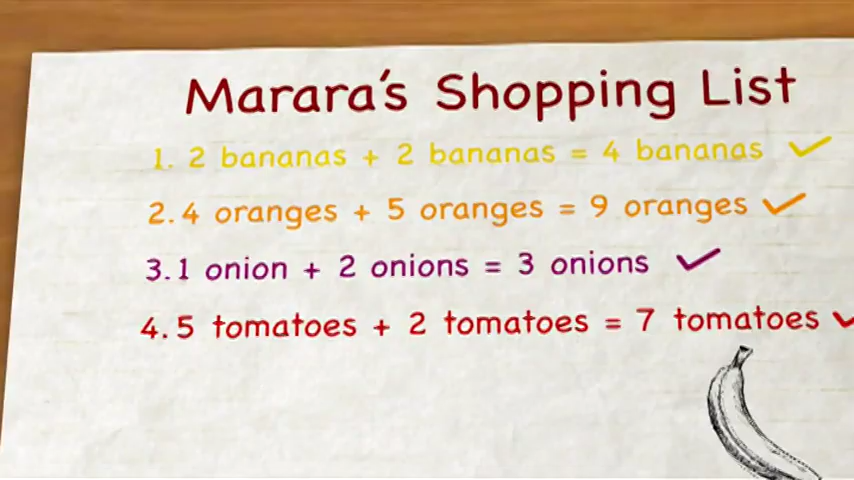 Marara's Shopping List
1. 2 bananas + 2 bananas = 4 bananas
2. 4 oranges + 5 oranges = 9 oranges
3. 1 onion + 2 onions = 3 onions
4. 5 tomatoes + 2 tomatoes = 7 tomatoes